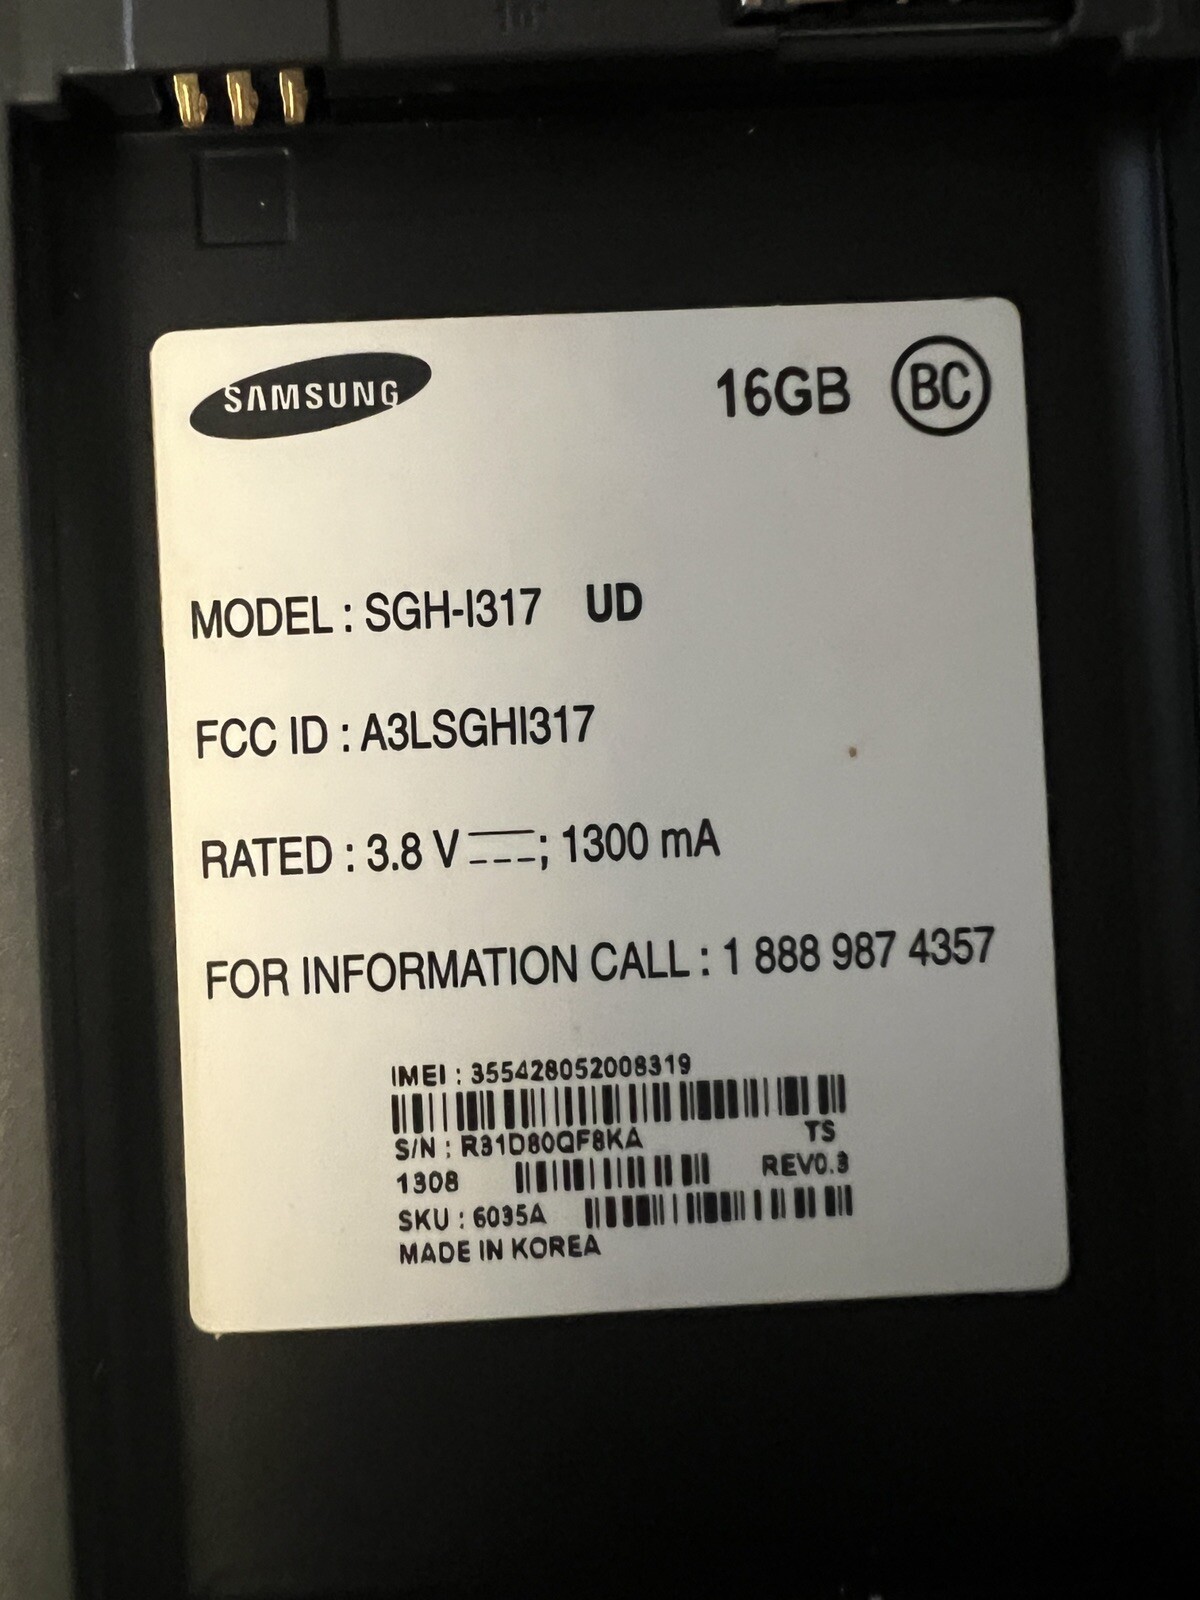 SAMSUNG 16GB BC
MODEL : SGH-I317 UD
FCC ID : A3LSGHI317
RATED : 3.8 V ⎓; 1300 mA
FOR INFORMATION CALL : 1 888 987 4357
IMEI : 355428052008319
S/N : R31D80QF8KA TS
1308 REV0.3
SKU : 6035A
MADE IN KOREA